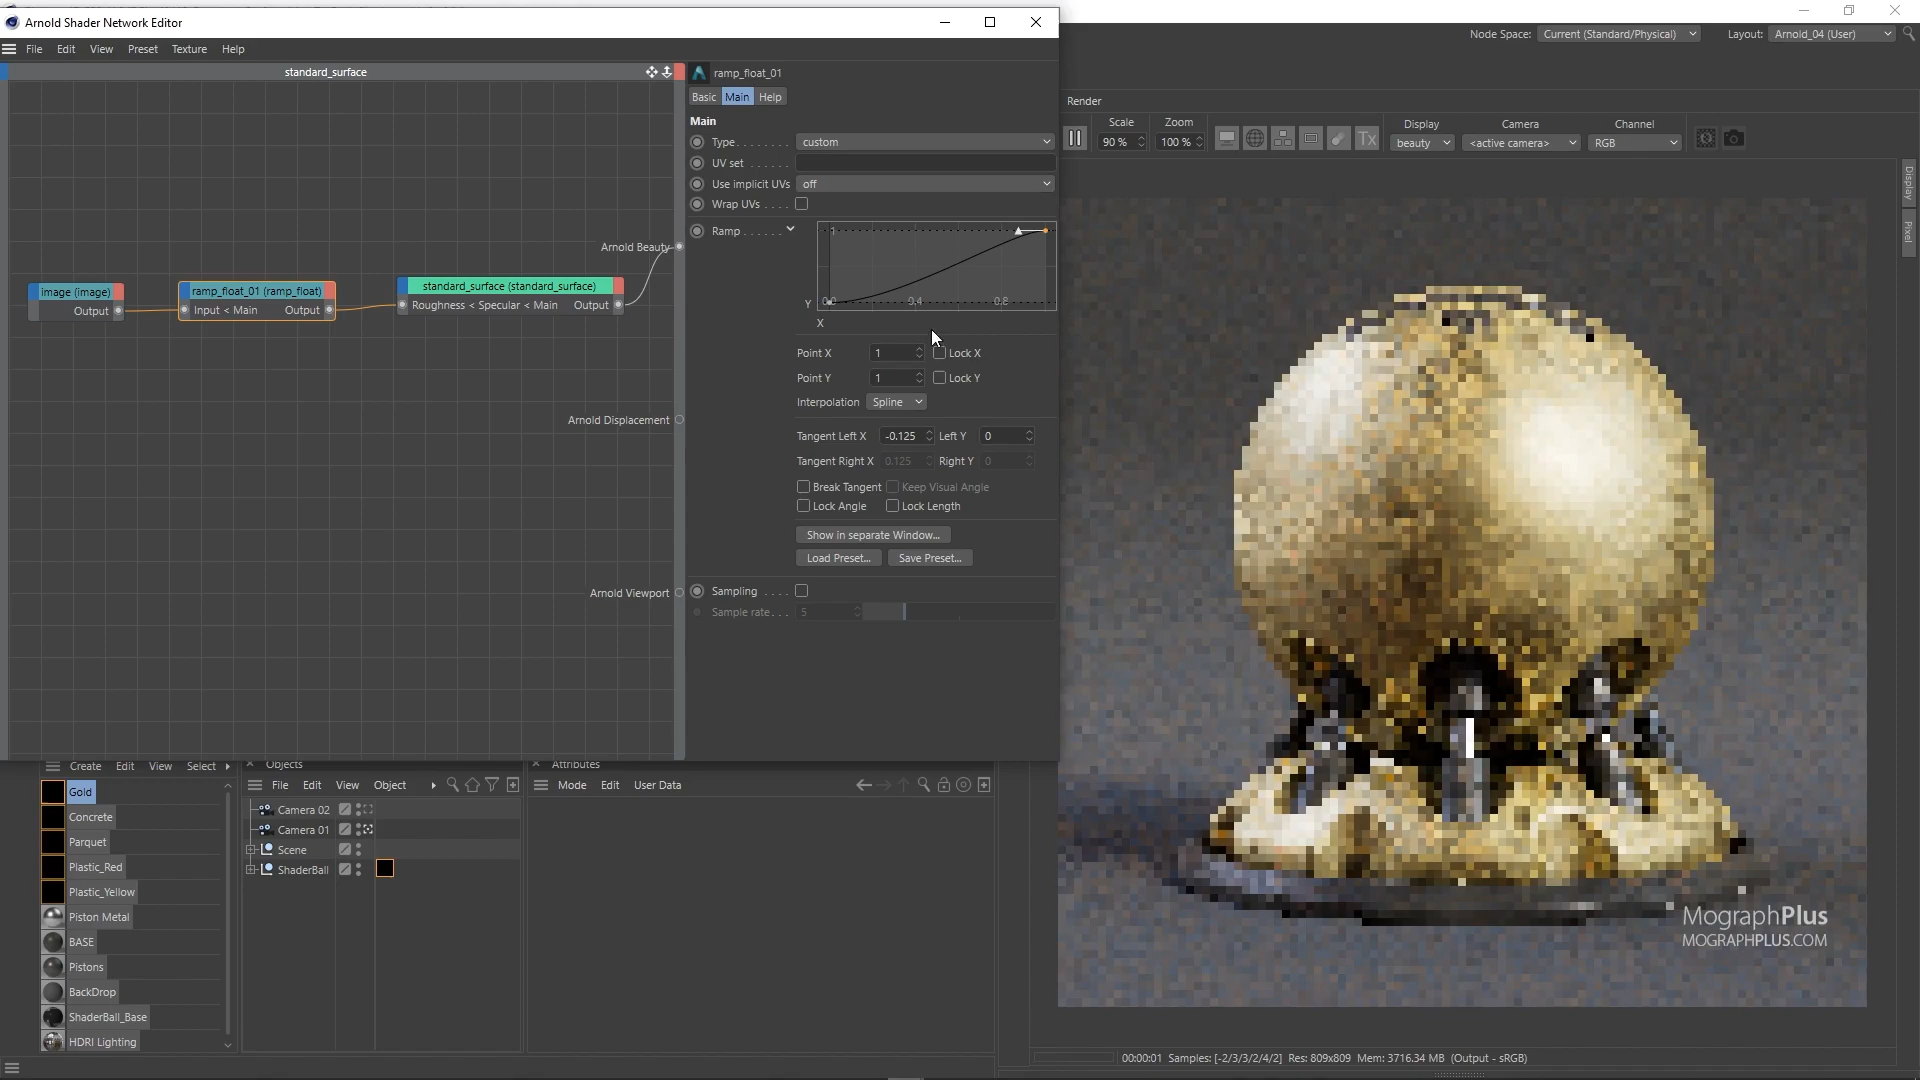 Arnold Shader Network Editor
File Edit View Preset Texture Help
Node Space: Current (Standard/Physical) Layout: Arnold_04 (User)
standard_surface
ramp_float_01
Basic Main Help
Main
Type custom
UV set
Use implicit UVs off
Wrap UVs
Ramp
1
Y 0.0 0.4 0.8
X
Point X 1 Lock X
Point Y 1 Lock Y
Interpolation Spline
Tangent Left X -0.125 Left Y 0
Tangent Right X 0.125 Right Y 0
Break Tangent Keep Visual Angle
Lock Angle Lock Length
Show in separate Window...
Load Preset... Save Preset...
Sampling
Sample rate 5
Arnold Beauty
image (image)
Output
ramp_float_01 (ramp_float)
Input < Main Output
standard_surface (standard_surface)
Roughness < Specular < Main Output
Arnold Displacement
Arnold Viewport
Render
Scale Zoom Display Camera Channel
90 % 100 % Tx beauty <active camera> RGB
Display
Pixel
MographPlus
MOGRAPHPLUS.COM
00:00:01 Samples: [-2/3/3/2/4/2] Res: 809x809 Mem: 3716.34 MB (Output - sRGB)
Create Edit View Select
Gold
Concrete
Parquet
Plastic_Red
Plastic_Yellow
Piston Metal
BASE
Pistons
BackDrop
ShaderBall_Base
HDRI Lighting
Objects
File Edit View Object
Camera 02
Camera 01
Scene
ShaderBall
Attributes
Mode Edit User Data